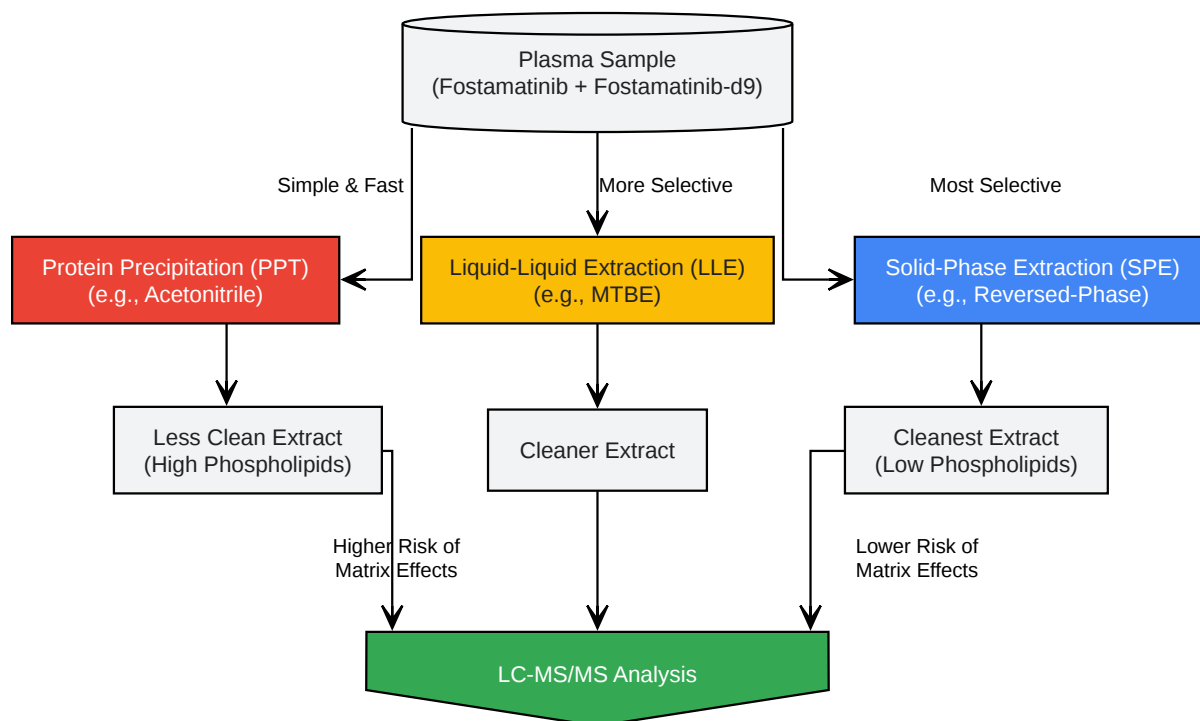 Plasma Sample
(Fostamatinib + Fostamatinib-d9)
Simple & Fast
More Selective
Most Selective
Protein Precipitation (PPT)
(e.g., Acetonitrile)
Liquid-Liquid Extraction (LLE)
(e.g., MTBE)
Solid-Phase Extraction (SPE)
(e.g., Reversed-Phase)
Less Clean Extract
(High Phospholipids)
Cleaner Extract
Cleanest Extract
(Low Phospholipids)
Higher Risk of
Matrix Effects
Lower Risk of
Matrix Effects
LC-MS/MS Analysis